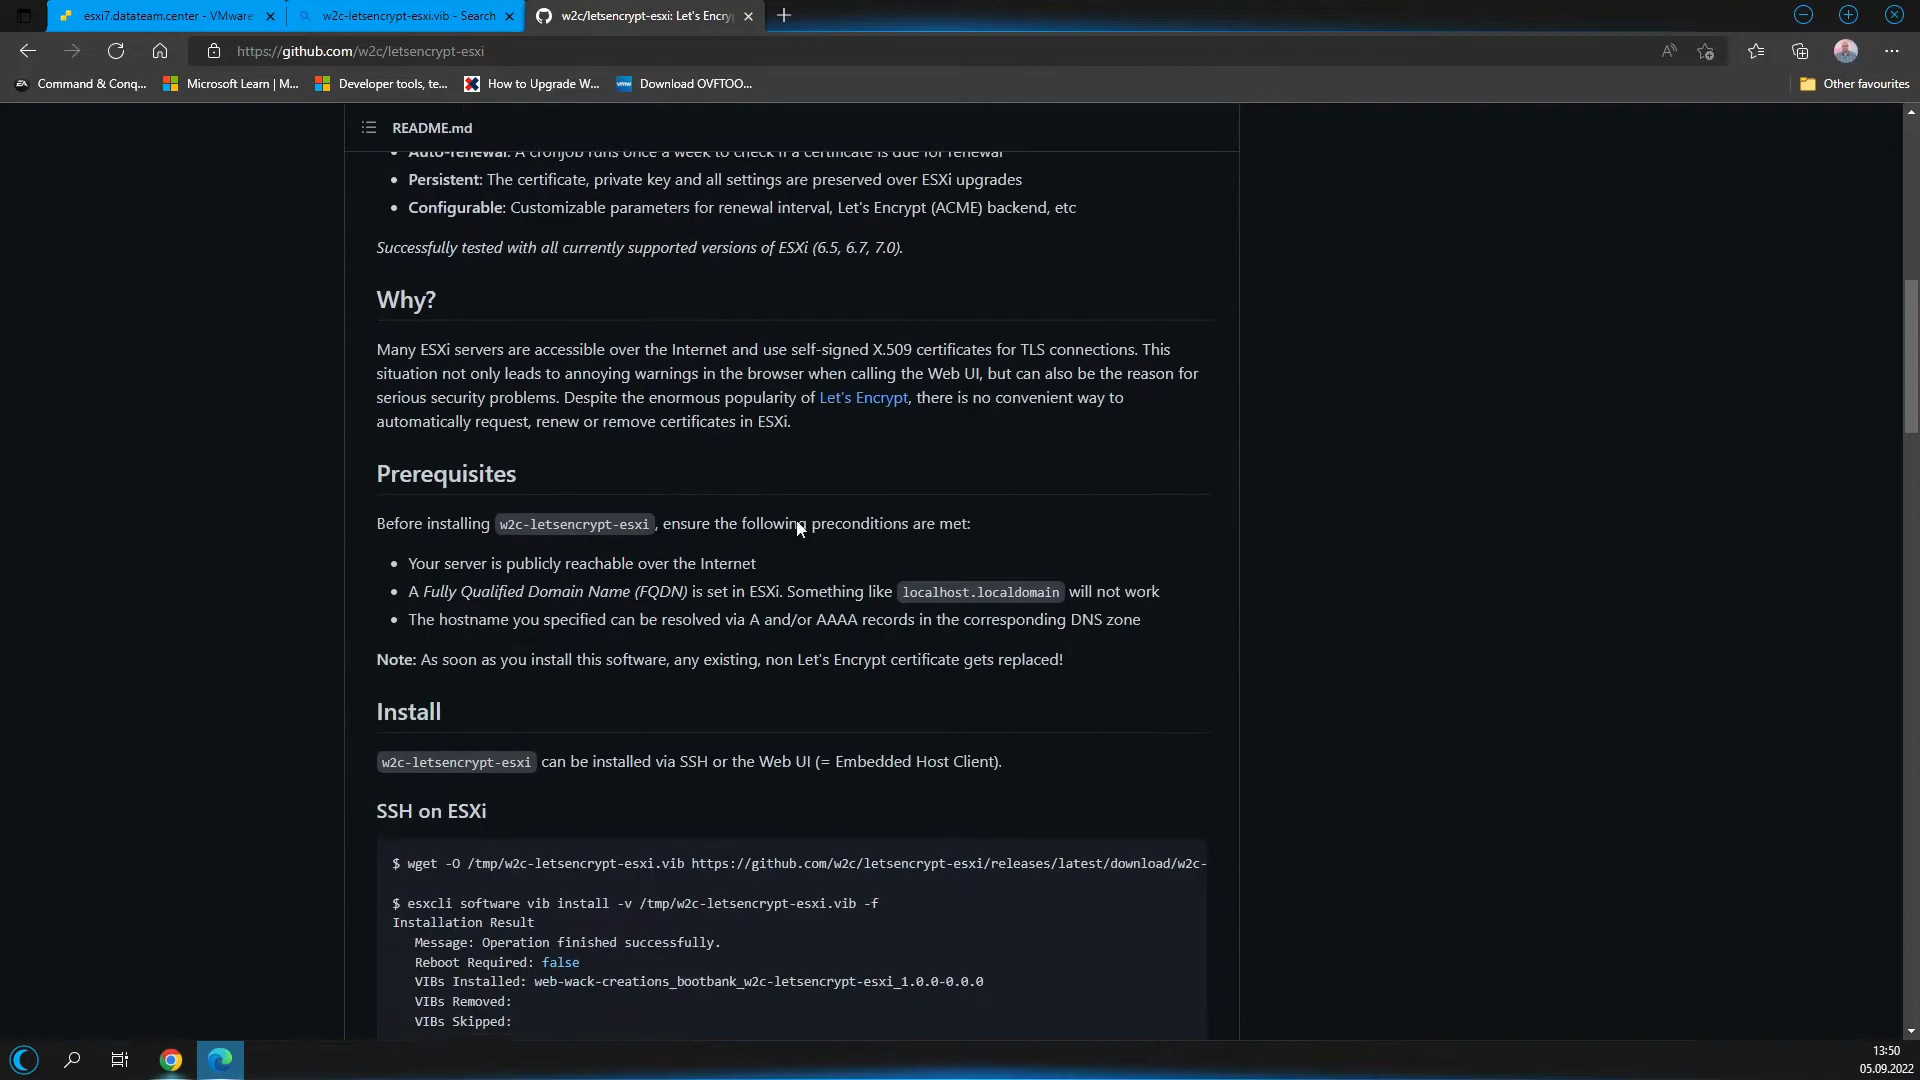 esxi7.datateam.center - VMware
w2c-letsencrypt-esxi.vib - Search
w2c/letsencrypt-esxi: Let's Encry
https://github.com/w2c/letsencrypt-esxi
Command & Conq...
Microsoft Learn | M...
Developer tools, te...
How to Upgrade W...
Download OVFTOO...
Other favourites
README.md
Auto-renewal: A cronjob runs once a week to check if a certificate is due for renewal
Persistent: The certificate, private key and all settings are preserved over ESXi upgrades
Configurable: Customizable parameters for renewal interval, Let's Encrypt (ACME) backend, etc
Successfully tested with all currently supported versions of ESXi (6.5, 6.7, 7.0).
Why?
Many ESXi servers are accessible over the Internet and use self-signed X.509 certificates for TLS connections. This
situation not only leads to annoying warnings in the browser when calling the Web UI, but can also be the reason for
serious security problems. Despite the enormous popularity of Let's Encrypt, there is no convenient way to
automatically request, renew or remove certificates in ESXi.
Prerequisites
Before installing w2c-letsencrypt-esxi, ensure the following preconditions are met:
Your server is publicly reachable over the Internet
A Fully Qualified Domain Name (FQDN) is set in ESXi. Something like localhost.localdomain will not work
The hostname you specified can be resolved via A and/or AAAA records in the corresponding DNS zone
Note: As soon as you install this software, any existing, non Let's Encrypt certificate gets replaced!
Install
w2c-letsencrypt-esxi can be installed via SSH or the Web UI (= Embedded Host Client).
SSH on ESXi
$ wget -O /tmp/w2c-letsencrypt-esxi.vib https://github.com/w2c/letsencrypt-esxi/releases/latest/download/w2c-
$ esxcli software vib install -v /tmp/w2c-letsencrypt-esxi.vib -f
Installation Result
Message: Operation finished successfully.
Reboot Required: false
VIBs Installed: web-wack-creations_bootbank_w2c-letsencrypt-esxi_1.0.0-0.0.0
VIBs Removed:
VIBs Skipped:
13:50
05.09.2022